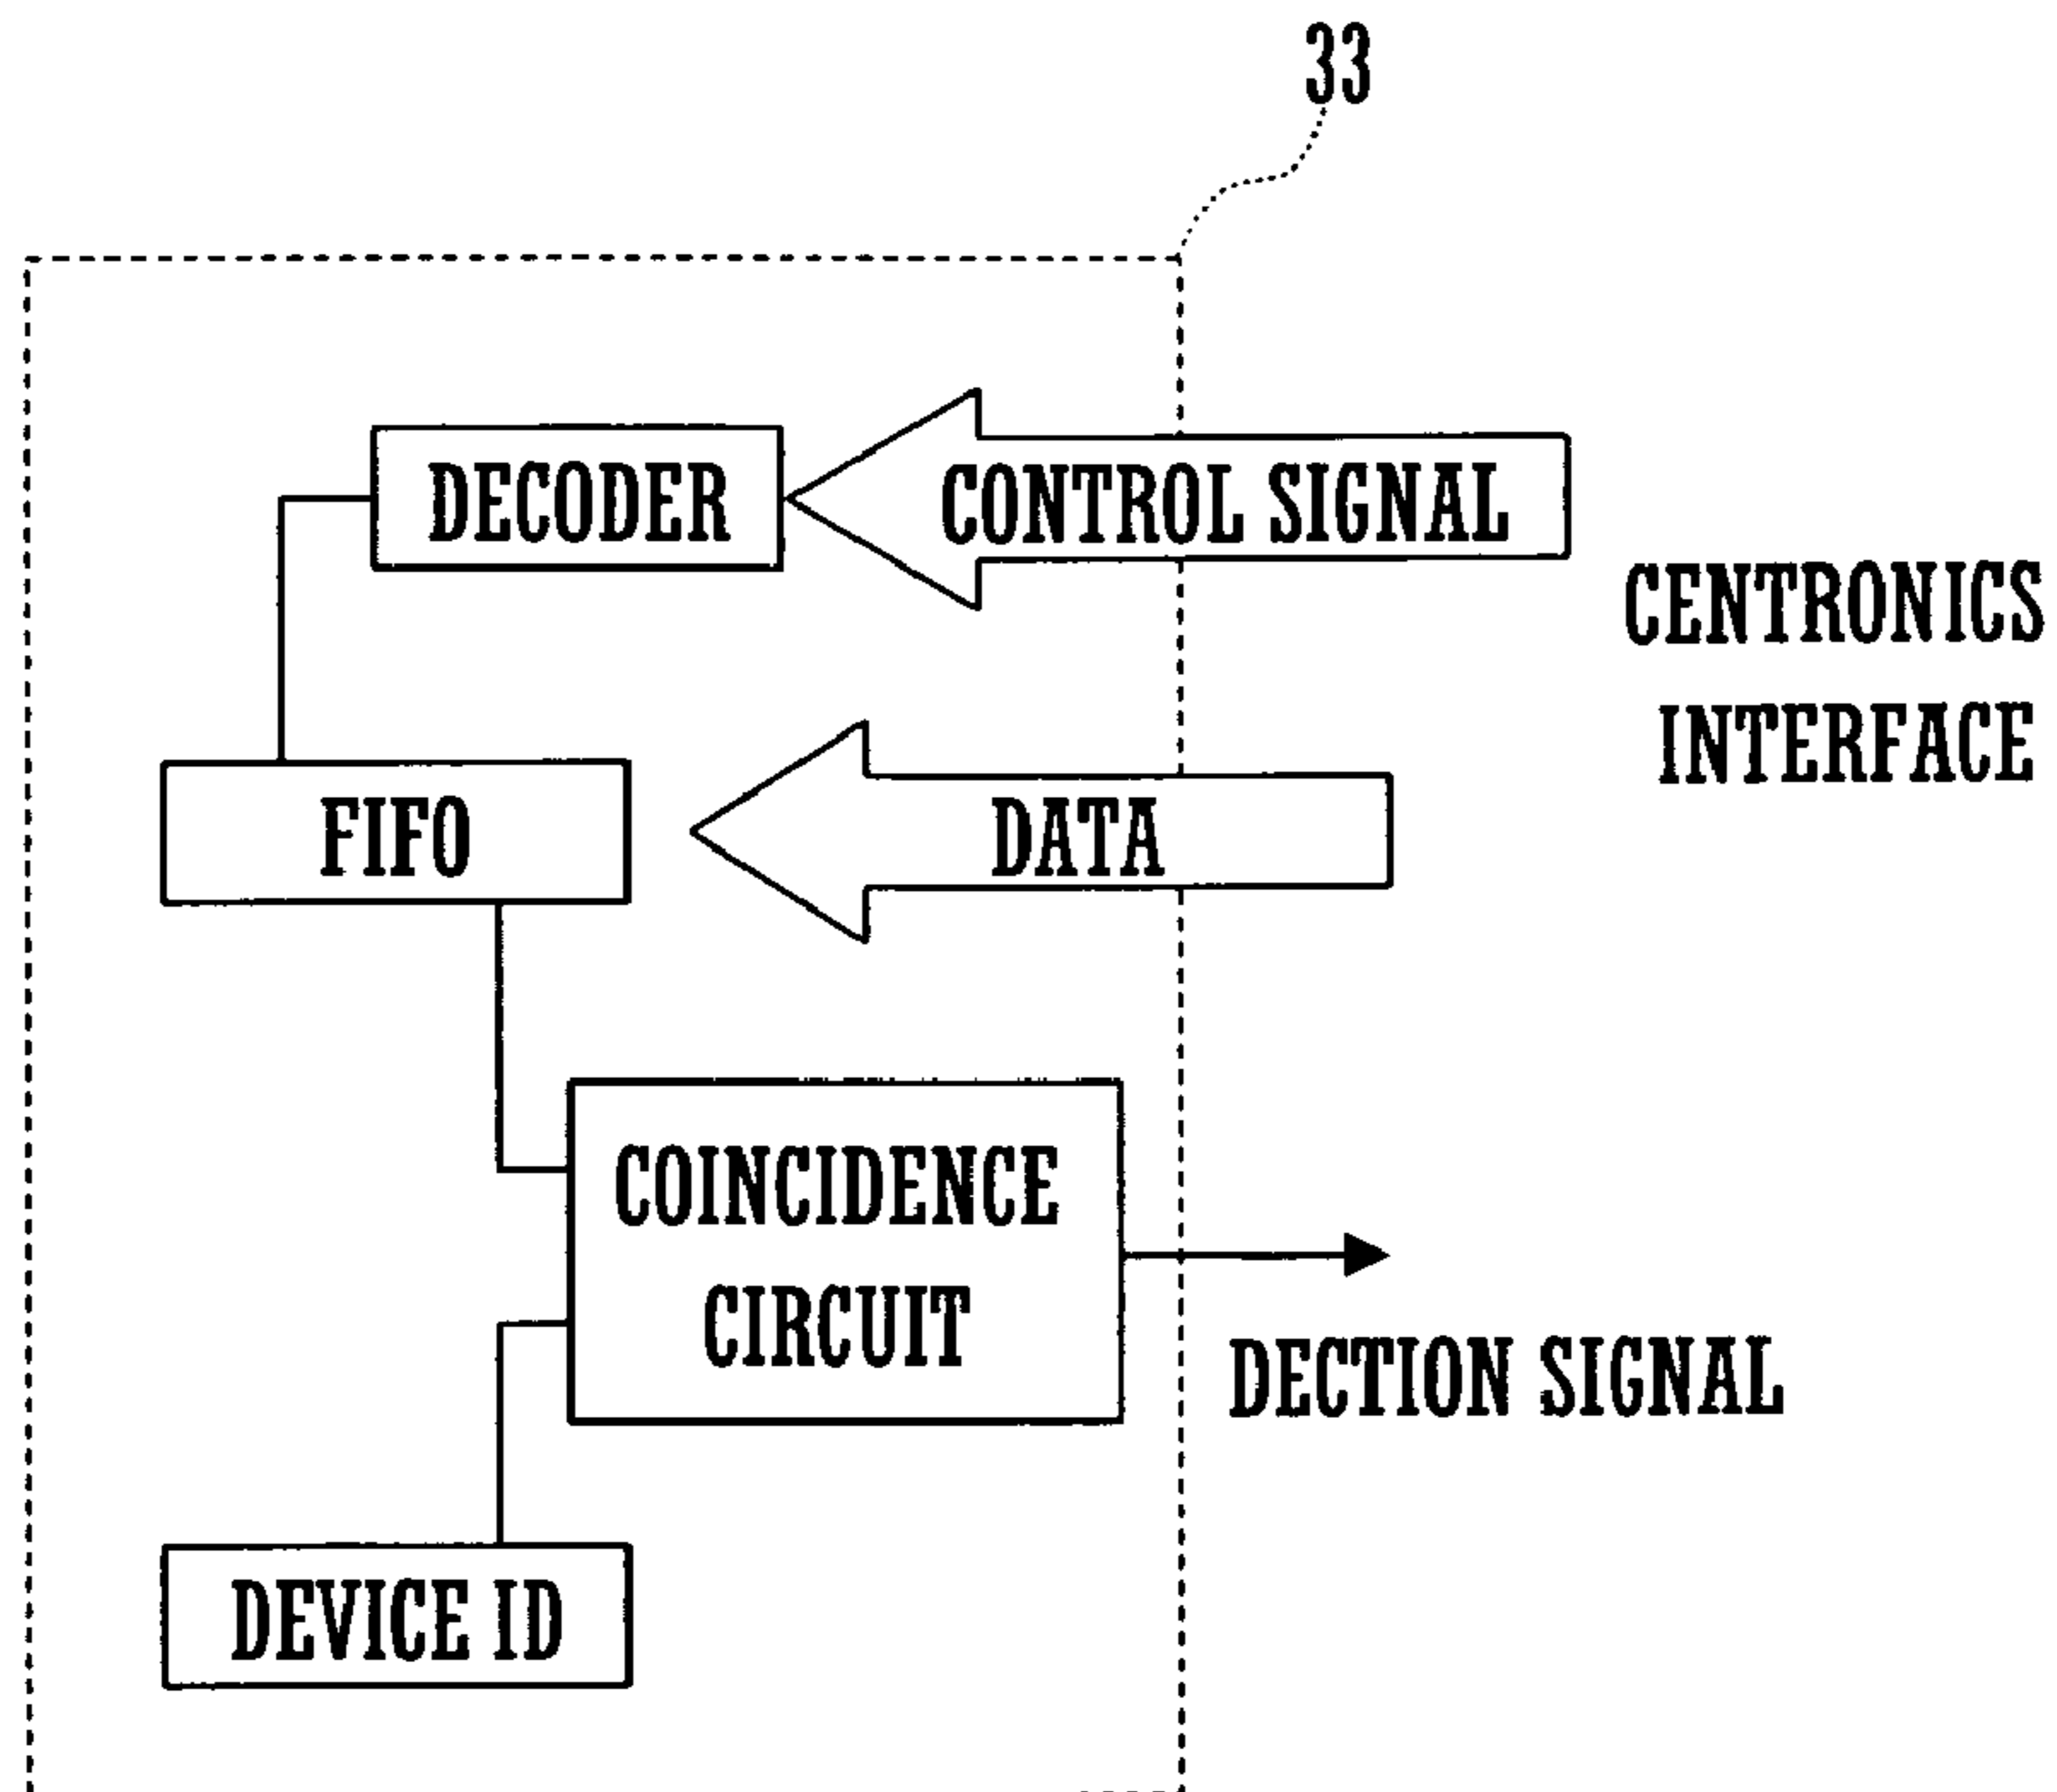 33
DECODER
CONTROL SIGNAL
CENTRONICS
INTERFACE
FIFO
DATA
COINCIDENCE
CIRCUIT
DECTION SIGNAL
DEVICE ID